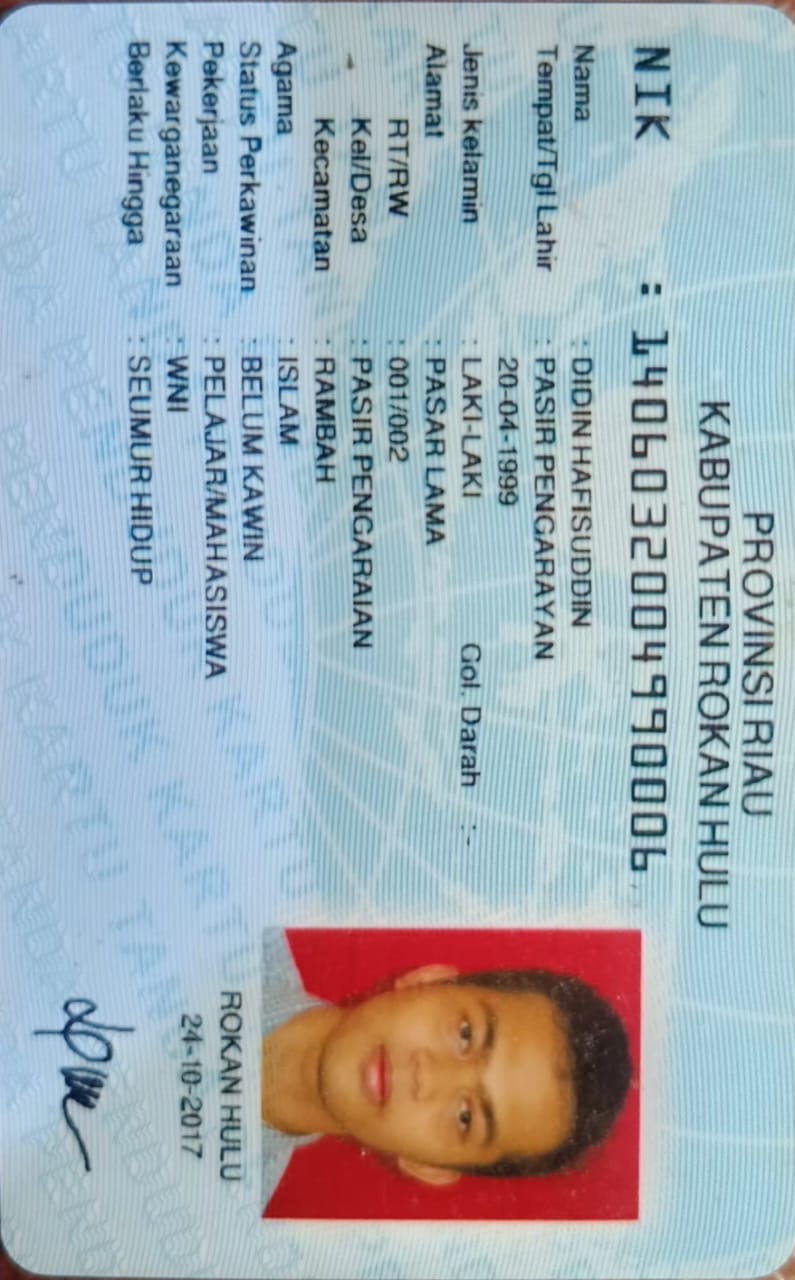 PROVINSI RIAU
KABUPATEN ROKAN HULU
NIK : 1406032004990006
Nama : DIDIN HAFISUDDIN
Tempat/Tgl Lahir : PASIR PENGARAYAN
20-04-1999
Jenis kelamin : LAKI-LAKI Gol. Darah : -
Alamat : PASAR LAMA
RT/RW : 001/002
Kel/Desa : PASIR PENGARAIAN
Kecamatan : RAMBAH
Agama : ISLAM
Status Perkawinan : BELUM KAWIN
Pekerjaan : PELAJAR/MAHASISWA
Kewarganegaraan : WNI
Berlaku Hingga : SEUMUR HIDUP
ROKAN HULU
24-10-2017